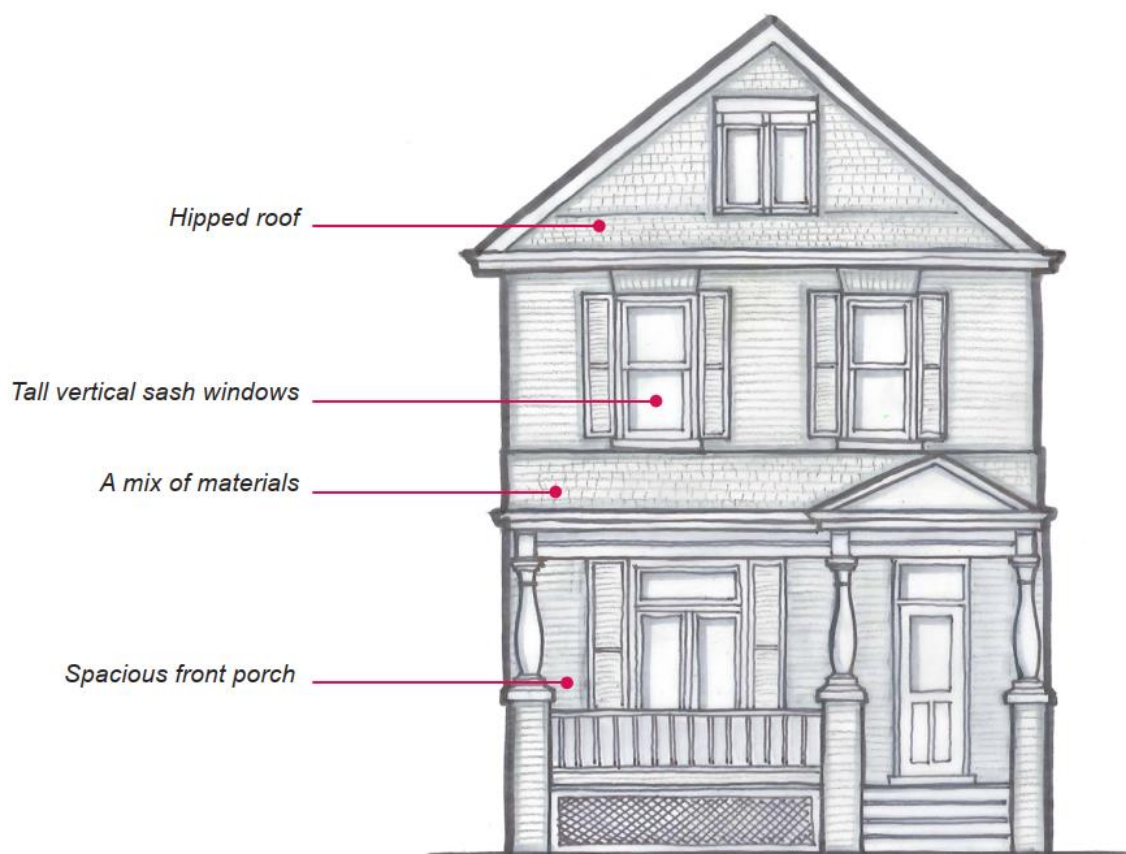 Hipped roof
Tall vertical sash windows
A mix of materials
Spacious front porch